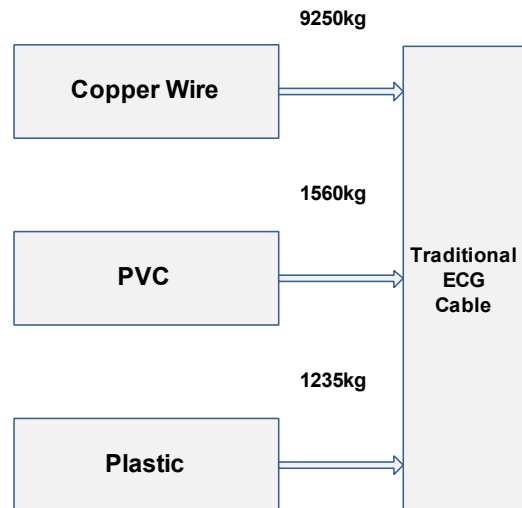 9250kg
Copper Wire
1560kg
PVC
Traditional
ECG
Cable
1235kg
Plastic